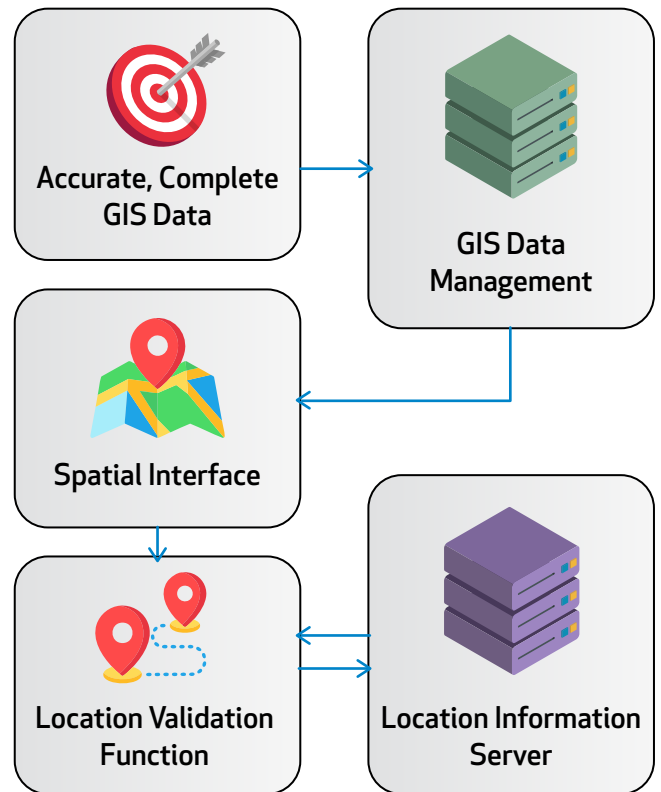 Accurate, Complete
GIS Data
GIS Data
Management
Spatial Interface
Location Validation
Function
Location Information
Server